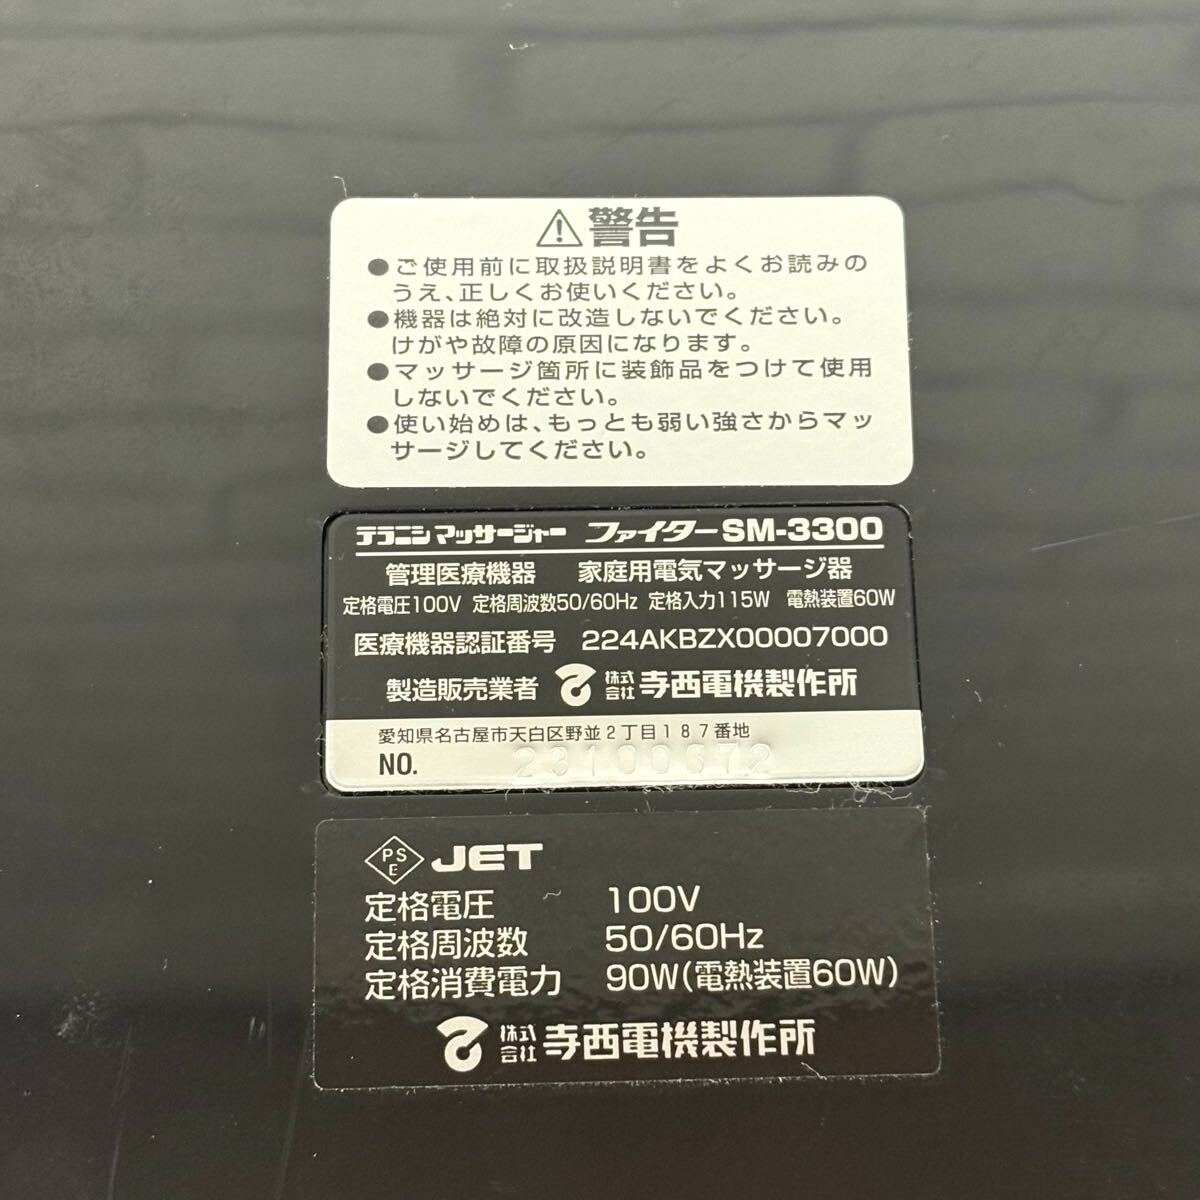 警告
●ご使用前に取扱説明書をよくお読みの
うえ、正しくお使いください。
●機器は絶対に改造しないでください。
けがや故障の原因になります。
●マッサージ箇所に装飾品をつけて使用
しないでください。
●使い始めは、もっとも弱い強さからマッ
サージしてください。
テラニシ マッサージャー ファイターSM-3300
管理医療機器 家庭用電気マッサージ器
定格電圧100V 定格周波数50/60Hz 定格入力115W 電熱装置60W
医療機器認証番号 224AKBZX00007000
製造販売業者 株式会社 寺西電機製作所
愛知県名古屋市天白区野並2丁目187番地
NO. 23100672
PSE JET
定格電圧 100V
定格周波数 50/60Hz
定格消費電力 90W(電熱装置60W)
株式会社 寺西電機製作所